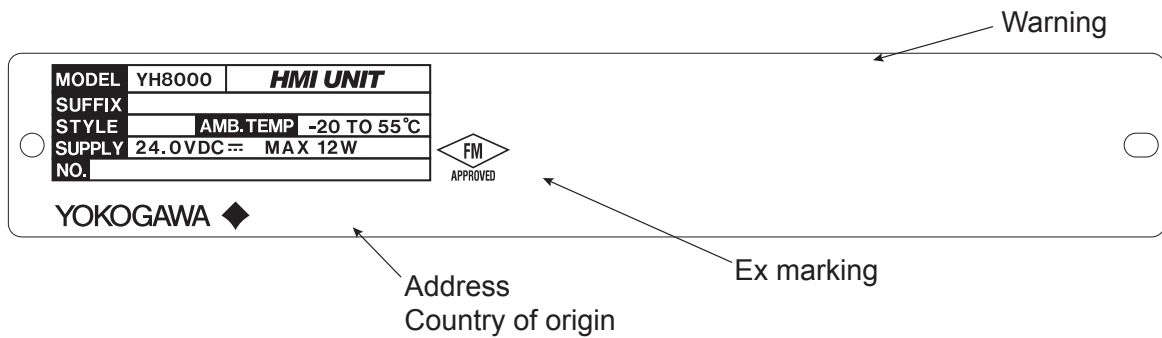 Warning
MODEL YH8000 HMI UNIT
SUFFIX
STYLE AMB.TEMP -20 TO 55℃
SUPPLY 24.0VDC⎓ MAX 12W
NO.
FM
APPROVED
YOKOGAWA
Ex marking
Address
Country of origin